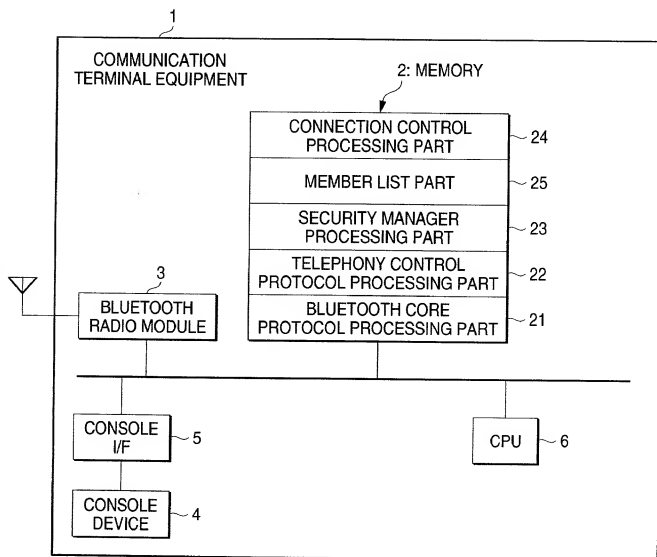 1
COMMUNICATION
TERMINAL EQUIPMENT
2: MEMORY
CONNECTION CONTROL
PROCESSING PART
24
MEMBER LIST PART
25
SECURITY MANAGER
PROCESSING PART
23
TELEPHONY CONTROL
PROTOCOL PROCESSING PART
22
BLUETOOTH CORE
PROTOCOL PROCESSING PART
21
3
BLUETOOTH
RADIO MODULE
CONSOLE
I/F
5
CPU
6
CONSOLE
DEVICE
4